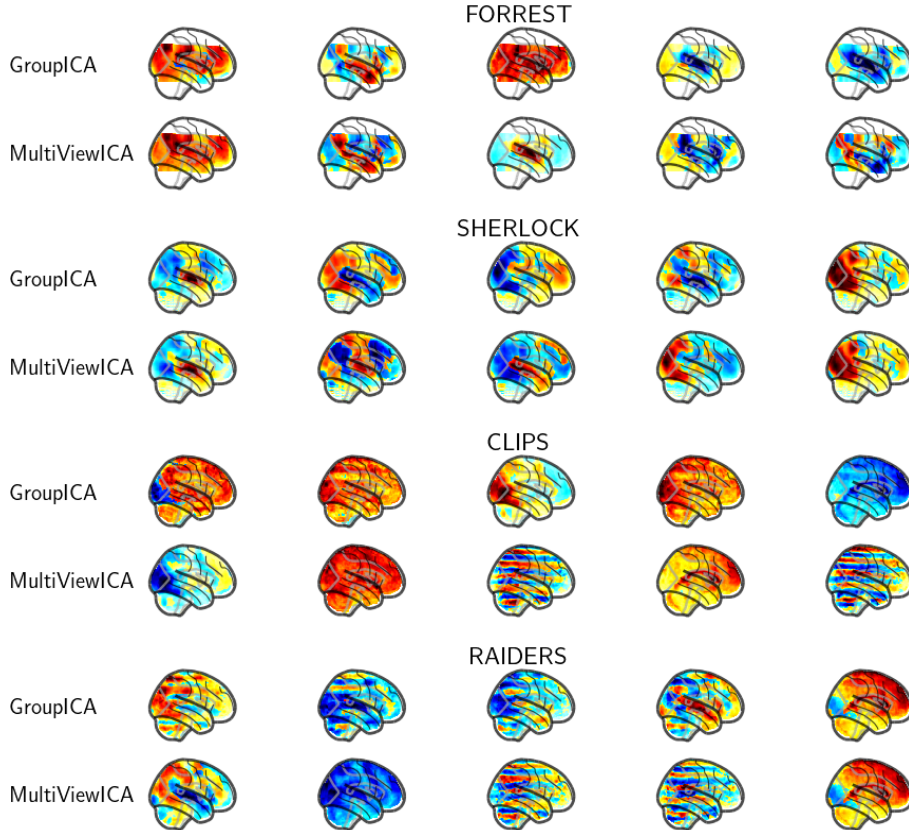 FORREST
GroupICA
MultiViewICA
SHERLOCK
GroupICA
MultiViewICA
CLIPS
GroupICA
MultiViewICA
RAIDERS
GroupICA
MultiViewICA